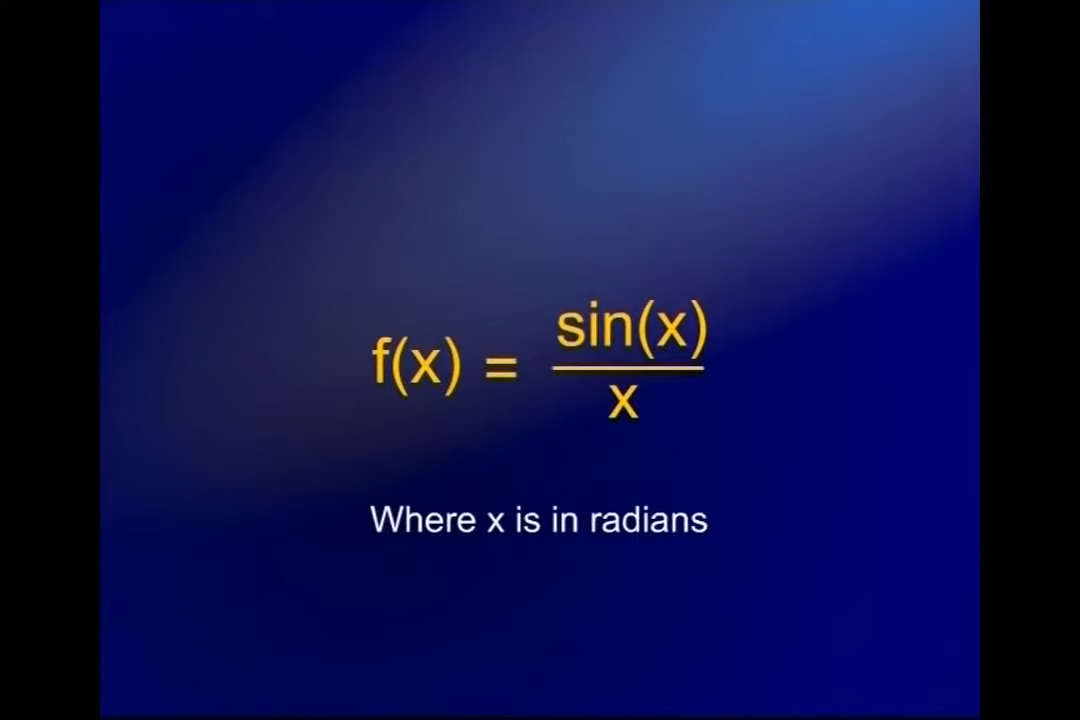 f(x) = sin(x)/x
Where x is in radians